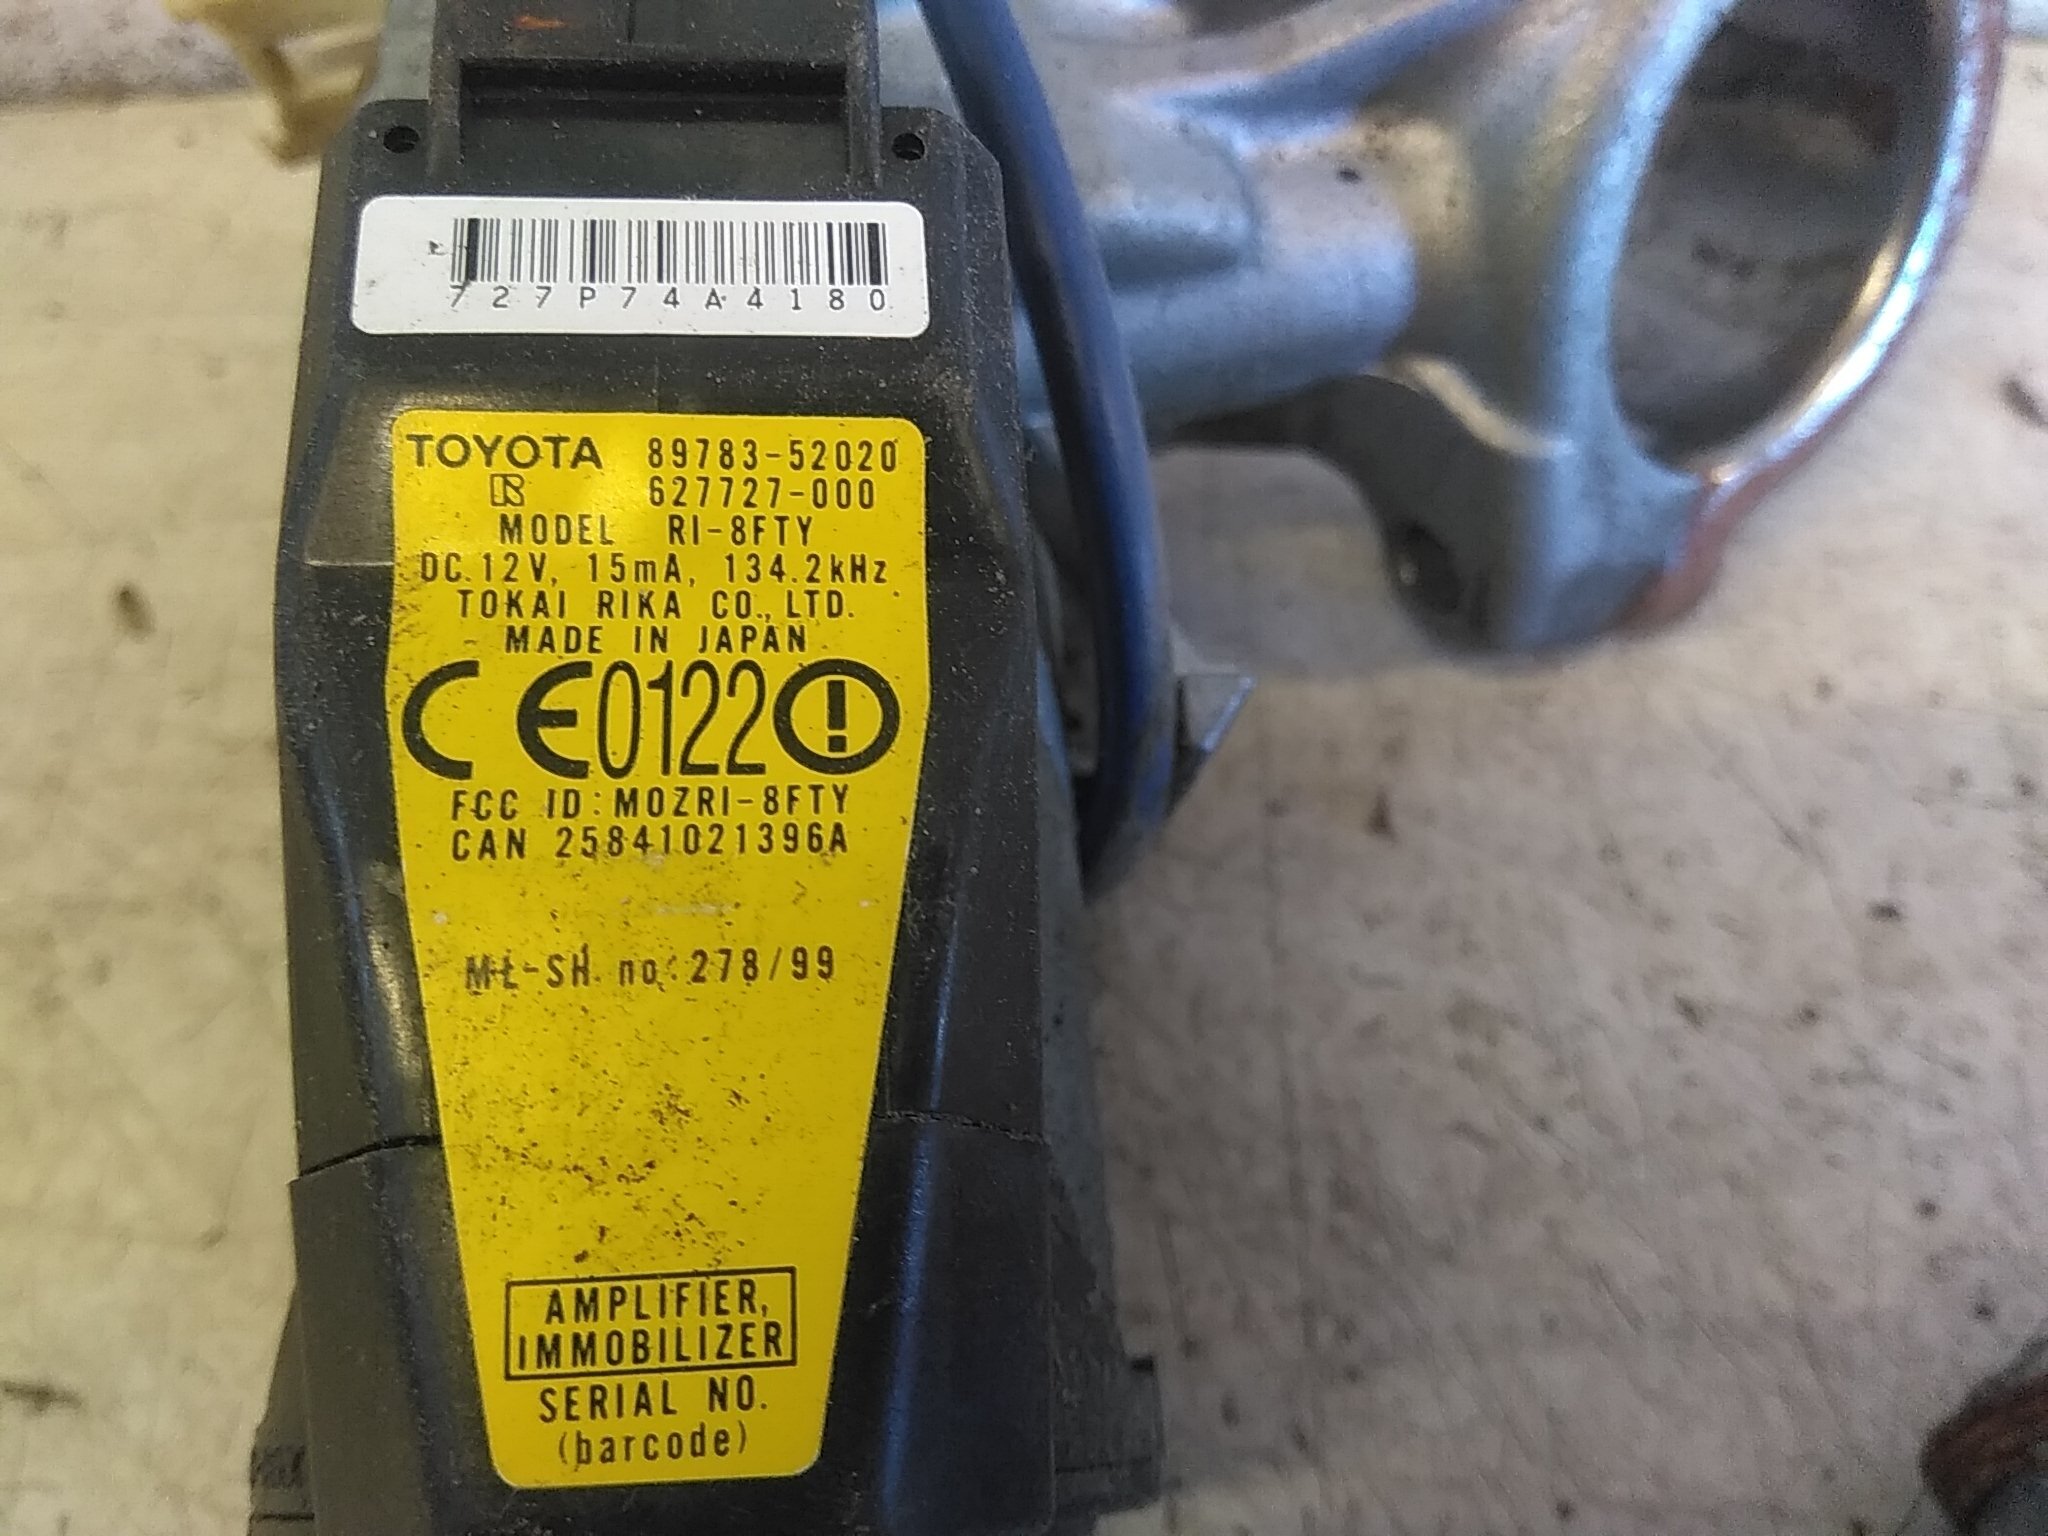 727P74A4180
TOYOTA 89783-52020
R 627727-000
MODEL RI-8FTY
DC.12V, 15mA, 134.2kHz
TOKAI RIKA CO.,LTD.
MADE IN JAPAN
CE0122!
FCC ID:MOZRI-8FTY
CAN 25841021396A
MŁ-SH. no.:278/99
AMPLIFIER,
IMMOBILIZER
SERIAL NO.
(barcode)